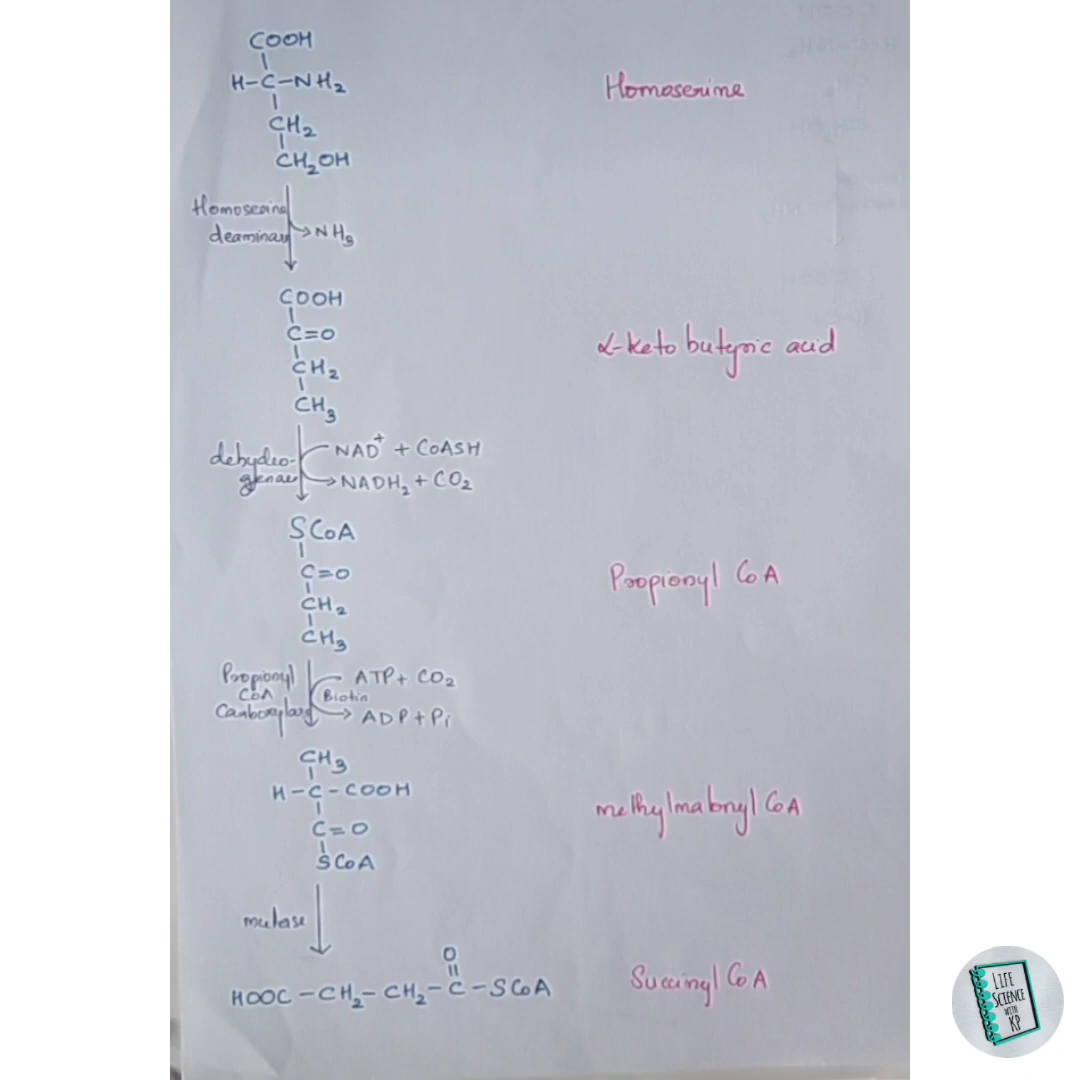 COOH
H-C-NH₂
CH₂
CH₂OH
Homoserine
Homoserine
deaminase
NH₃
COOH
C=O
CH₂
CH₃
α-keto butyric acid
dehydro-
genase
NAD⁺ + CoASH
NADH₂ + CO₂
SCoA
C=O
CH₂
CH₃
Propionyl CoA
Propionyl
CoA
Carboxylase
ATP + CO₂
Biotin
ADP + Pi
CH₃
H-C-COOH
C=O
SCoA
methylmalonyl CoA
mutase
O
HOOC-CH₂-CH₂-C-SCoA
Succinyl CoA
LIFE
SCIENCE
WITH
KP